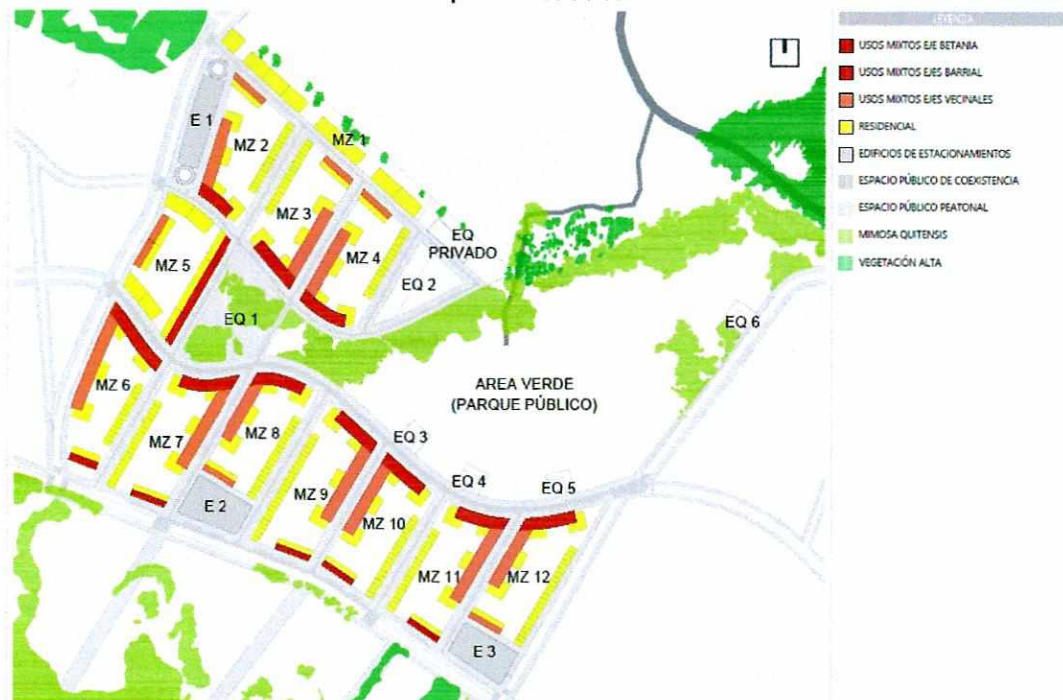 LEYENDA
USOS MIXTOS EJE BETANIA
USOS MIXTOS EJES BARRIAL
USOS MIXTOS EJES VECINALES
RESIDENCIAL
EDIFICIOS DE ESTACIONAMIENTOS
ESPACIO PÚBLICO DE COEXISTENCIA
ESPACIO PÚBLICO PEATONAL
MIMOSA QUITENSIS
VEGETACIÓN ALTA
E 1
MZ 2
MZ 1
MZ 3
MZ 4
EQ
PRIVADO
MZ 5
EQ 2
EQ 1
EQ 6
MZ 6
AREA VERDE
(PARQUE PÚBLICO)
MZ 7
MZ 8
EQ 3
EQ 4
EQ 5
MZ 9
E 2
MZ 10
MZ 11
MZ 12
E 3